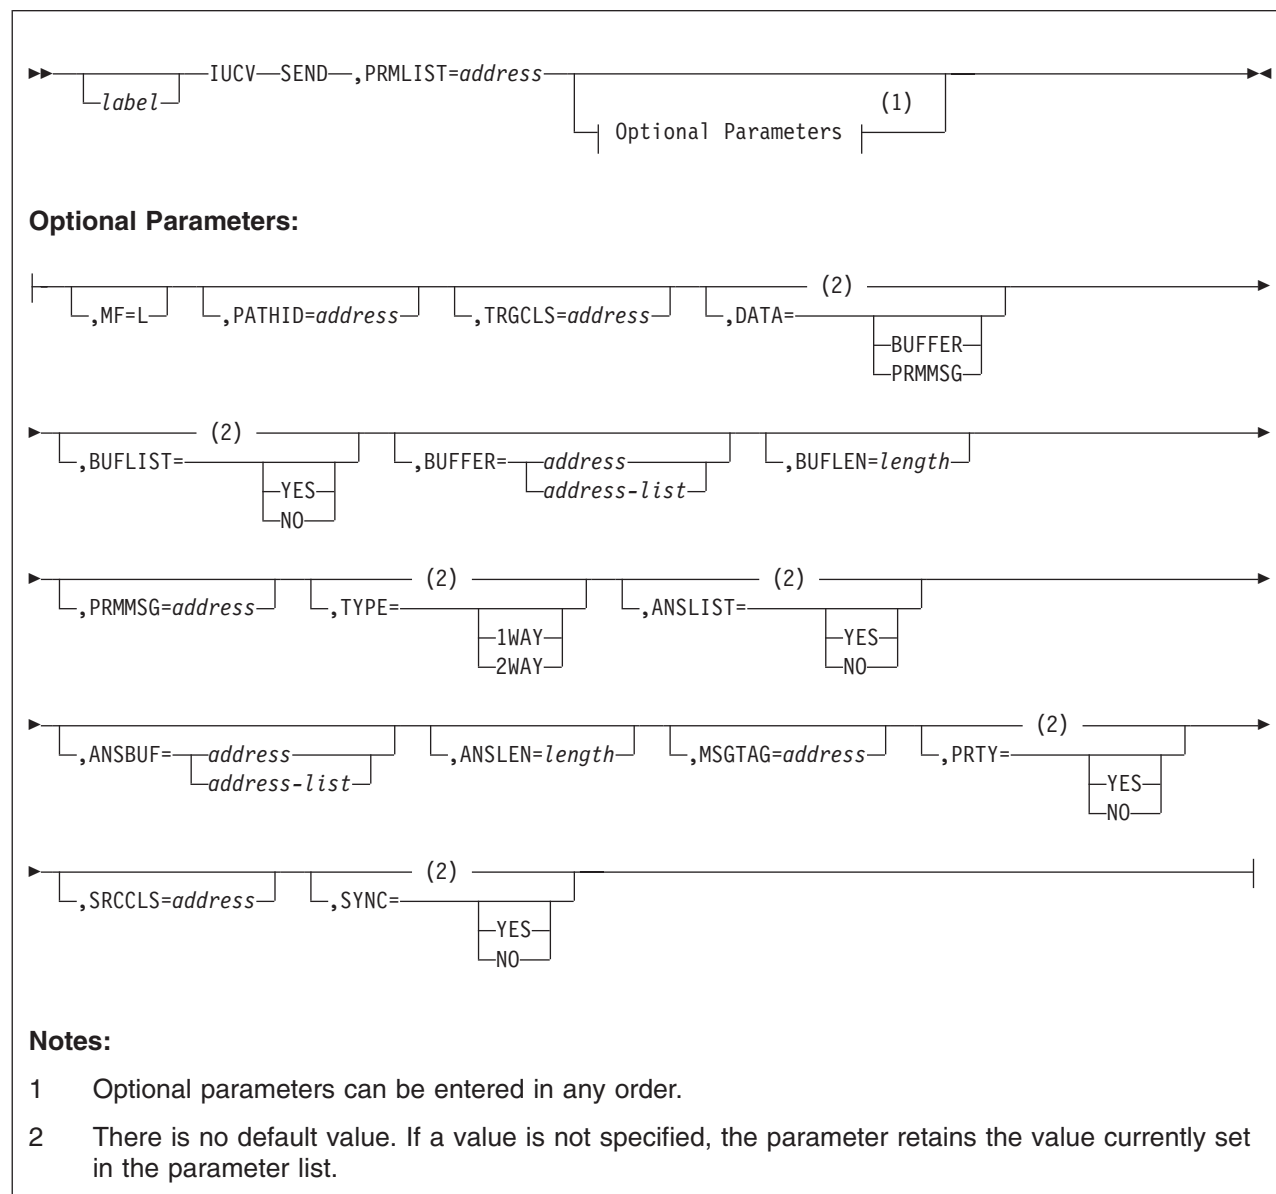 IUCV SEND ,PRMLIST=address
label
(1)
Optional Parameters
Optional Parameters:
(2)
,MF=L ,PATHID=address ,TRGCLS=address ,DATA=
BUFFER
PRMMSG
(2)
,BUFLIST= ,BUFFER= address ,BUFLEN=length
YES address-list
NO
(2) (2)
,PRMMSG=address ,TYPE= ,ANSLIST=
1WAY YES
2WAY NO
(2)
,ANSBUF= address ,ANSLEN=length ,MSGTAG=address ,PRTY=
address-list YES
NO
(2)
,SRCCLS=address ,SYNC=
YES
NO
Notes:
1 Optional parameters can be entered in any order.
2 There is no default value. If a value is not specified, the parameter retains the value currently set
in the parameter list.